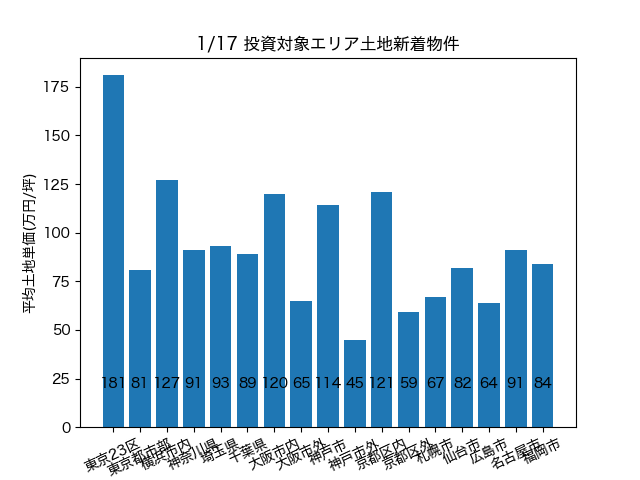 1/17 投資対象エリア土地新着物件
平均土地単価(万円/坪)
175
150
125
100
75
50
25
0
181 81 127 91 93 89 120 65 114 45 121 59 67 82 64 91 84
東京23区
東京都市部
横浜市内
神奈川県
埼玉県
千葉県
大阪市内
大阪市外
神戸市
神戸市外
京都区内
京都区外
札幌市
仙台市
広島市
名古屋市
福岡市